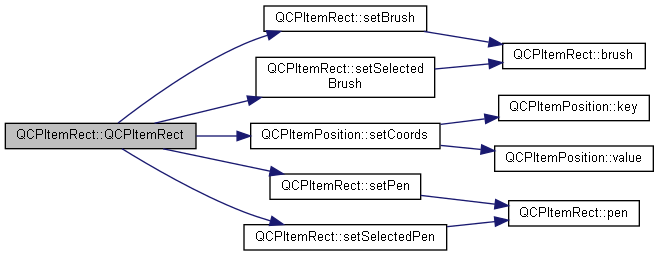 QCPItemRect::QCPItemRect
QCPItemRect::setBrush
QCPItemRect::setSelected
Brush
QCPItemPosition::setCoords
QCPItemRect::setPen
QCPItemRect::setSelectedPen
QCPItemRect::brush
QCPItemPosition::key
QCPItemPosition::value
QCPItemRect::pen